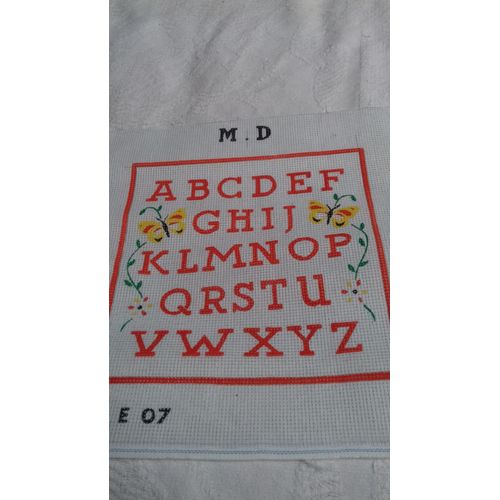 M.D
ABCDEF
GHIJ
KLMNOP
QRSTU
VWXYZ
E 07